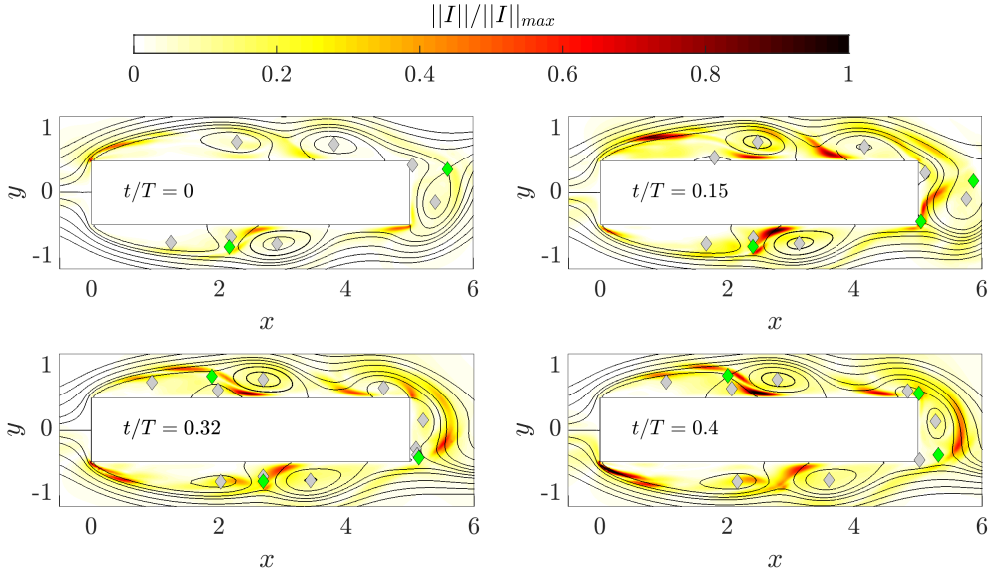 ||I||/||I||max
0 0.2 0.4 0.6 0.8 1
1 1
y 0 t/T = 0 y 0 t/T = 0.15
-1 -1
0 2 4 6 0 2 4 6
x x
1 1
y 0 t/T = 0.32 y 0 t/T = 0.4
-1 -1
0 2 4 6 0 2 4 6
x x